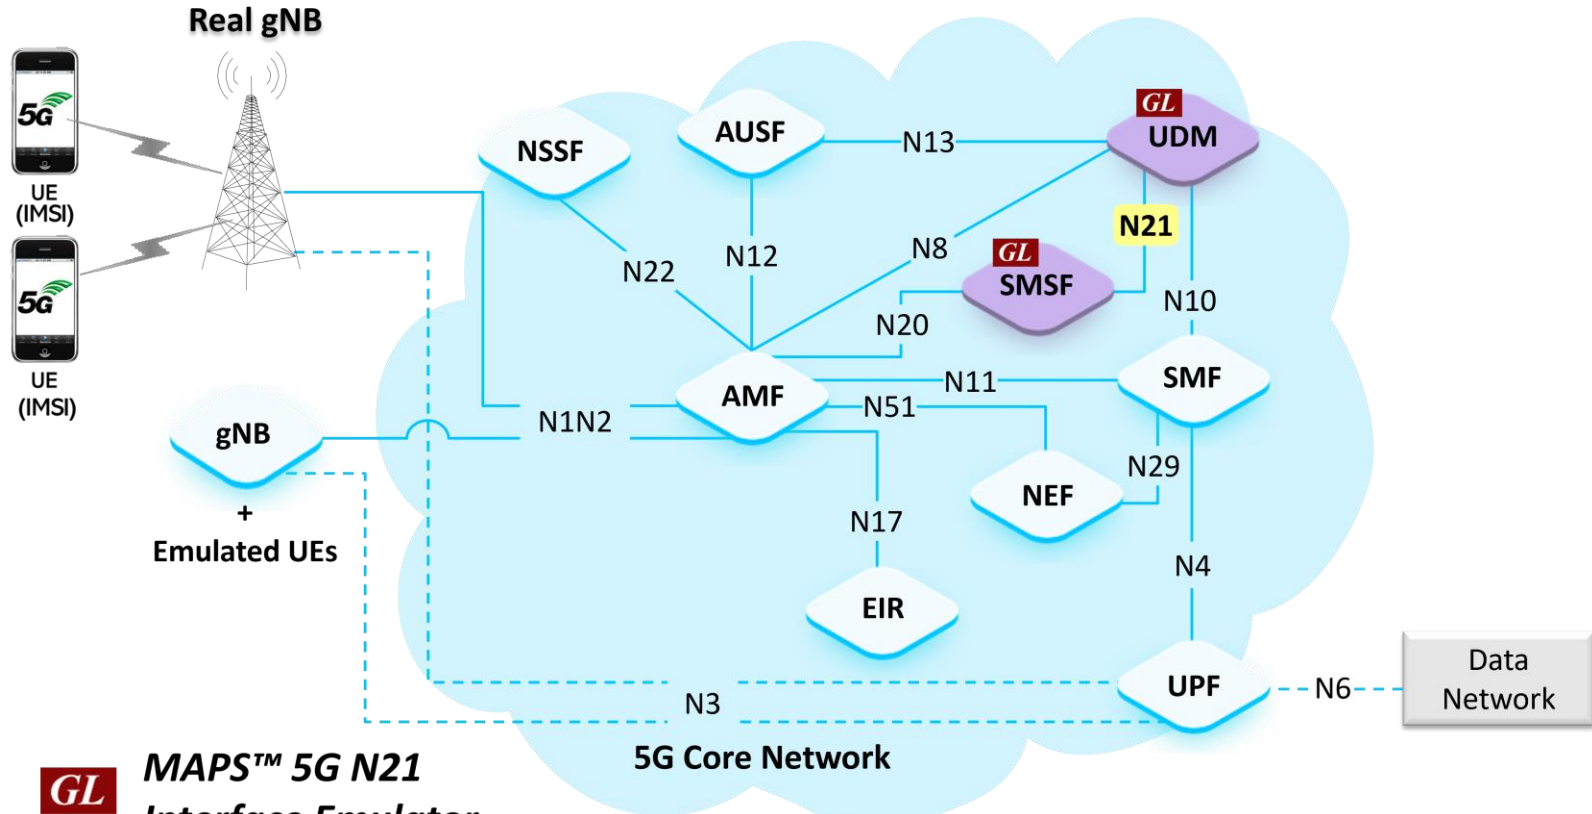 Real gNB
5G
UE
(IMSI)
5G
UE
(IMSI)
gNB
+
Emulated UEs
NSSF
AUSF
GL
UDM
N13
N21
N8
N12
N22
GL
SMSF
N20
N10
AMF
N11
SMF
N51
N1N2
N29
NEF
N17
N4
EIR
UPF
N6
Data
Network
N3
5G Core Network
GL
MAPS™ 5G N21
Interface Emulator